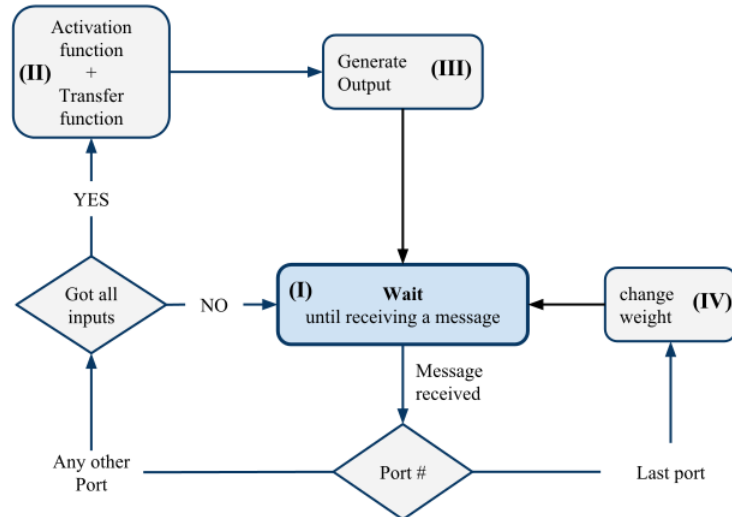 Activation
function
(II) +
Transfer
function
Generate (III)
Output
YES
Got all
inputs
NO
(I) Wait
until receiving a message
change
weight (IV)
Message
received
Any other
Port
Port #
Last port